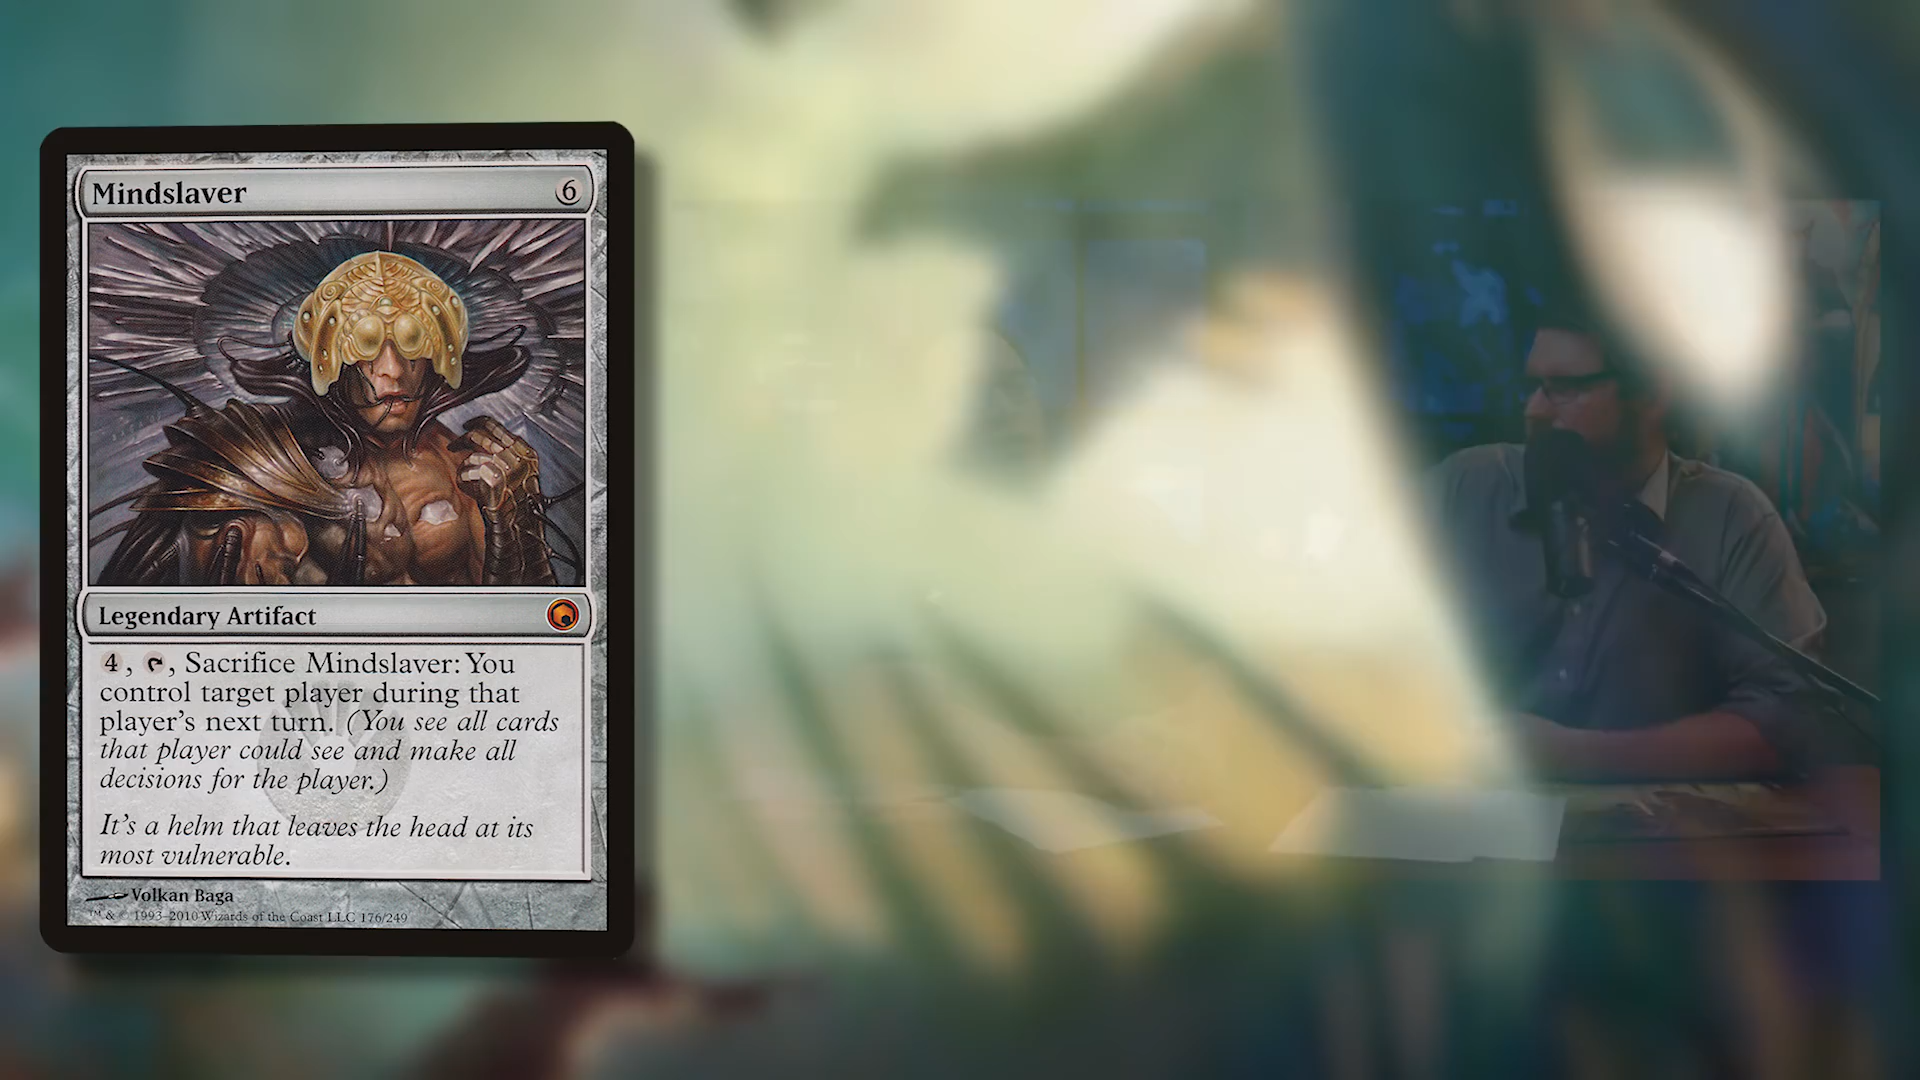 Mindslaver 6
Legendary Artifact
4, , Sacrifice Mindslaver: You
control target player during that
player's next turn. (You see all cards
that player could see and make all
decisions for the player.)
It's a helm that leaves the head at its
most vulnerable.
Volkan Baga
™ & © 1993–2010 Wizards of the Coast LLC 176/249